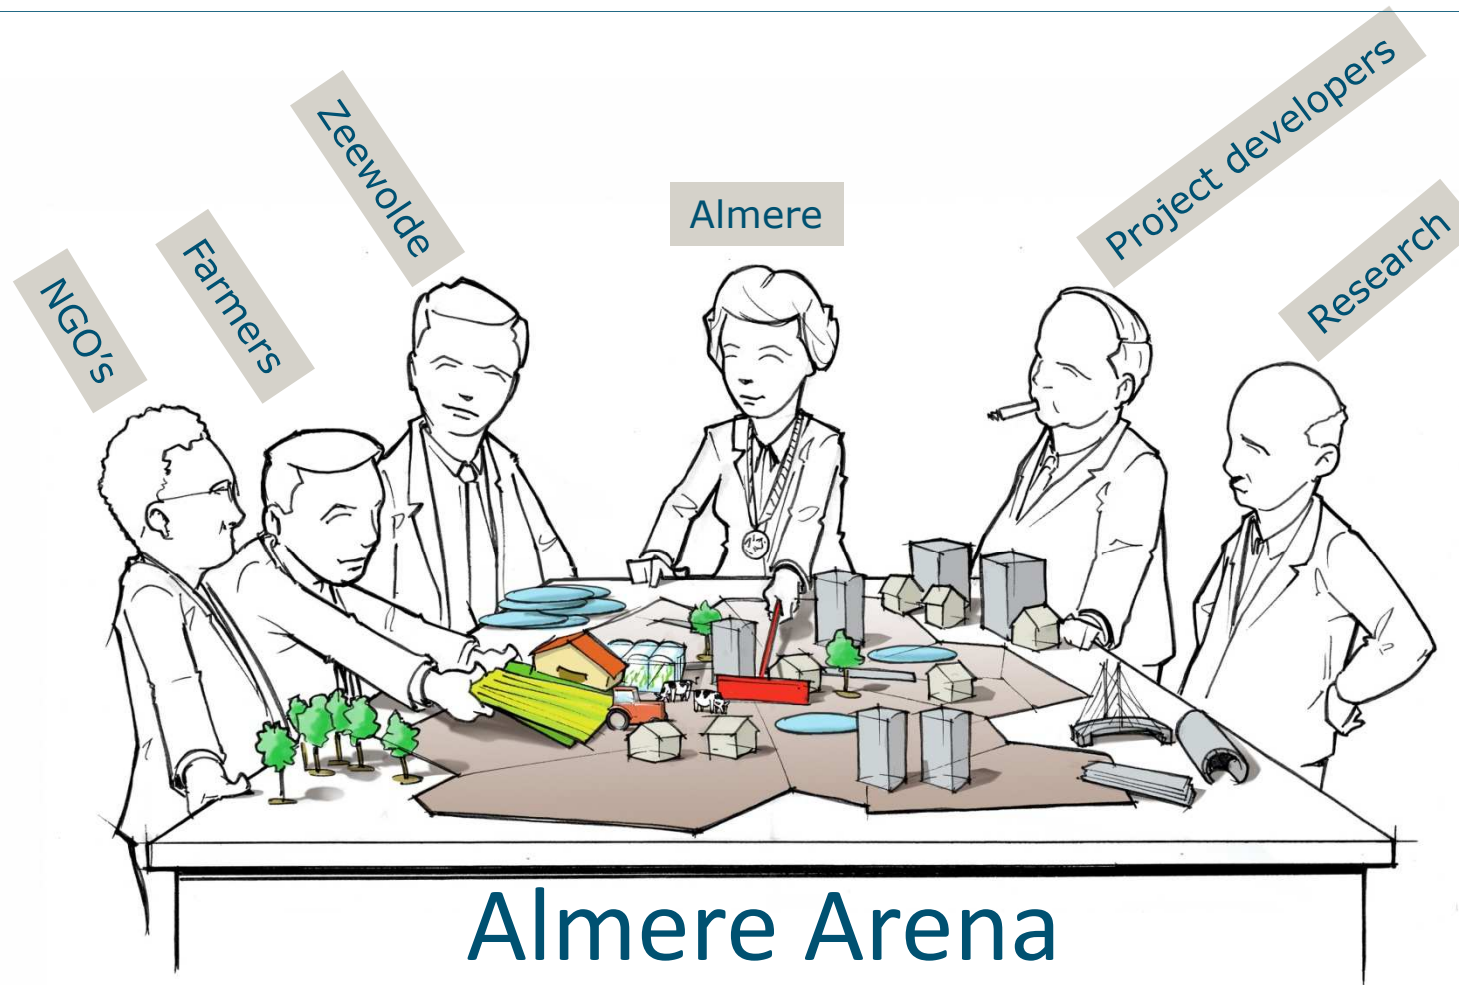 NGO's
Farmers
Zeewolde
Almere
Project developers
Research
Almere Arena